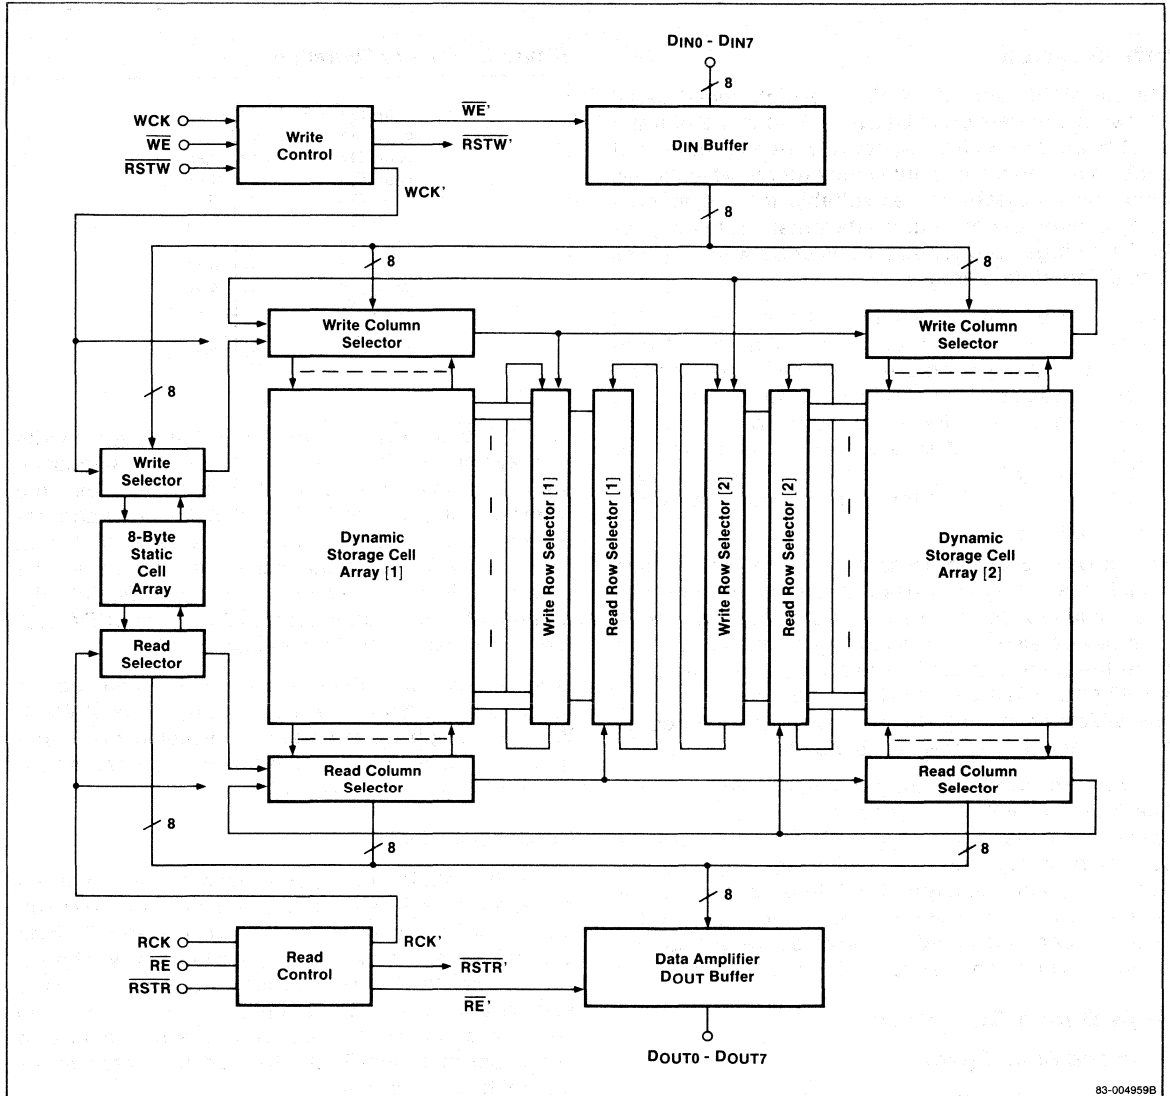 DIN0 - DIN7
8
WCK
WE
RSTW
Write
Control
WE'
RSTW'
WCK'
DIN Buffer
8
8
8
Write Column
Selector
Write Column
Selector
8
Write
Selector
8-Byte
Static
Cell
Array
Read
Selector
Dynamic
Storage Cell
Array [1]
Write Row Selector [1]
Read Row Selector [1]
Write Row Selector [2]
Read Row Selector [2]
Dynamic
Storage Cell
Array [2]
Read Column
Selector
Read Column
Selector
8
8
8
8
RCK
RE
RSTR
Read
Control
RCK'
RSTR'
RE'
Data Amplifier
DOUT Buffer
DOUT0 - DOUT7
83-004959B